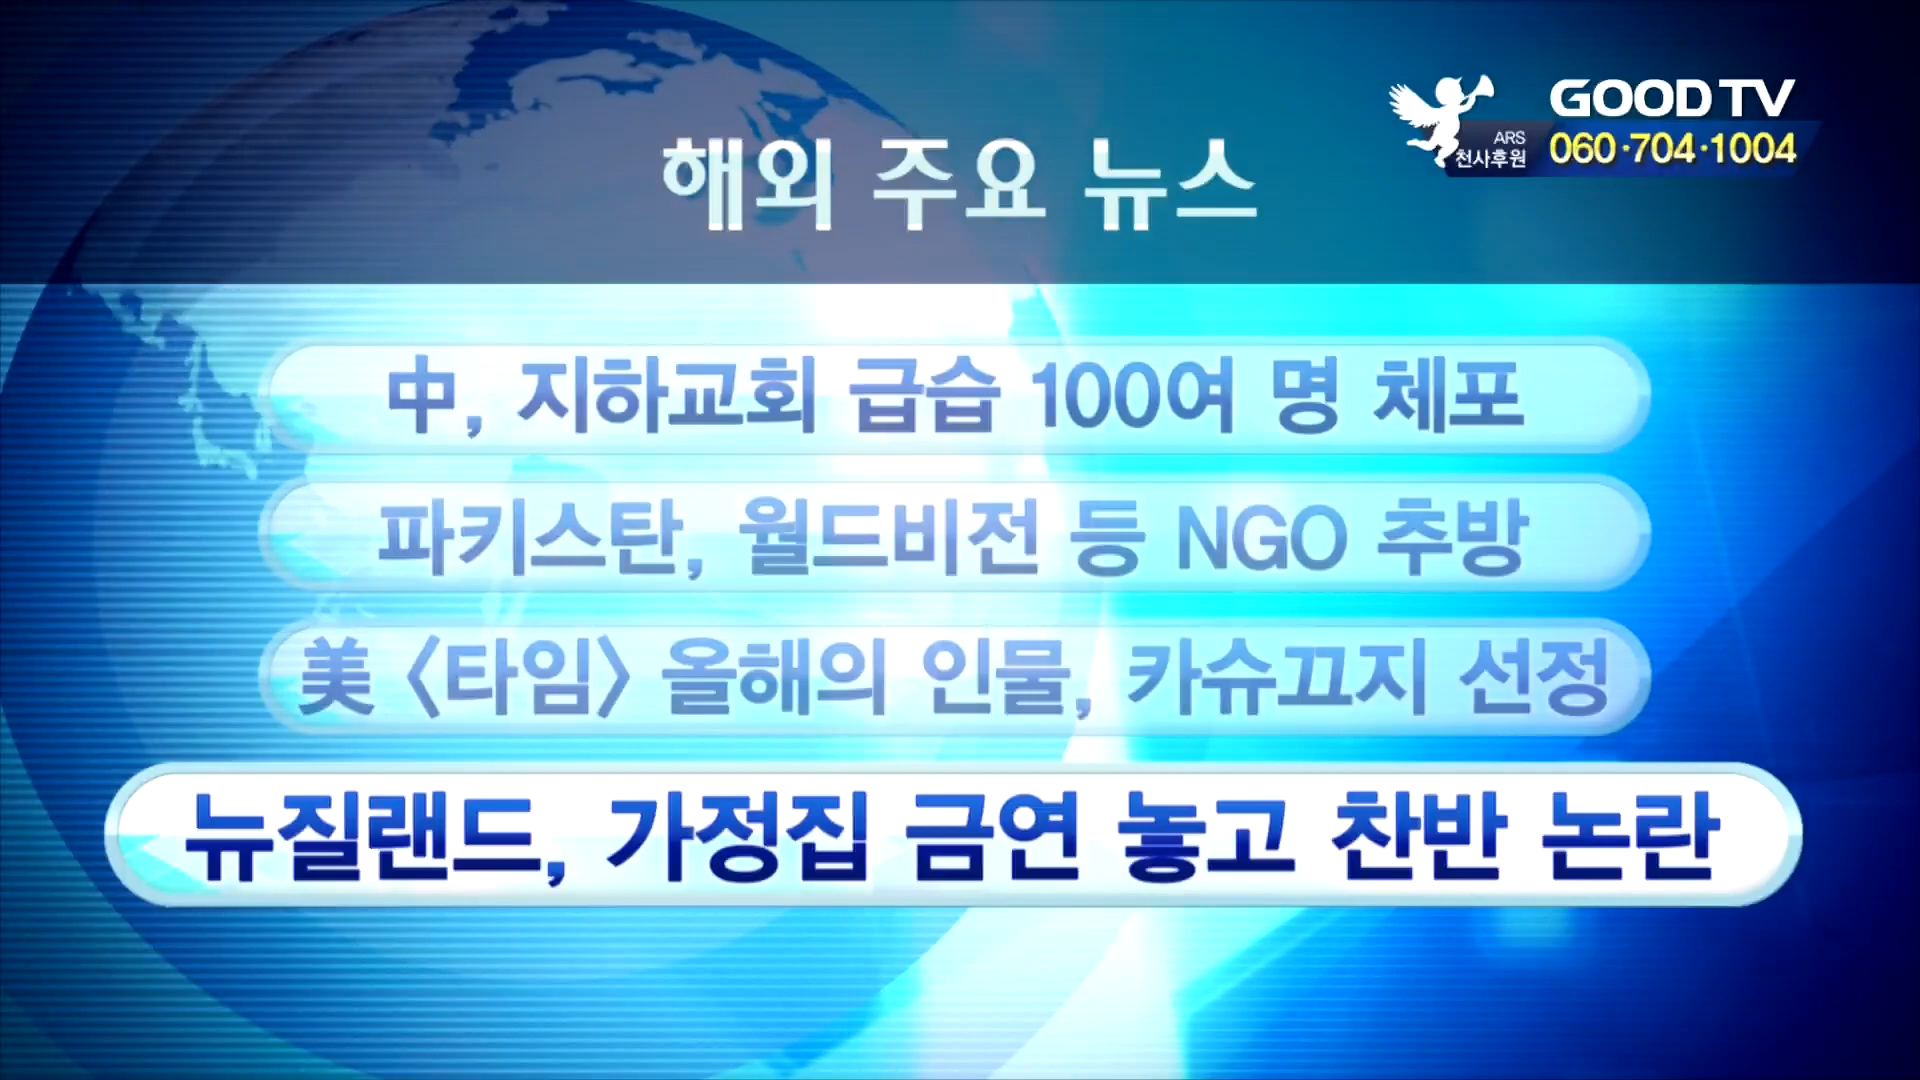 GOOD TV
ARS
천사후원
060·704·1004
해외 주요 뉴스
中, 지하교회 급습 100여 명 체포
파키스탄, 월드비전 등 NGO 추방
美 〈타임〉 올해의 인물, 카슈끄지 선정
뉴질랜드, 가정집 금연 놓고 찬반 논란